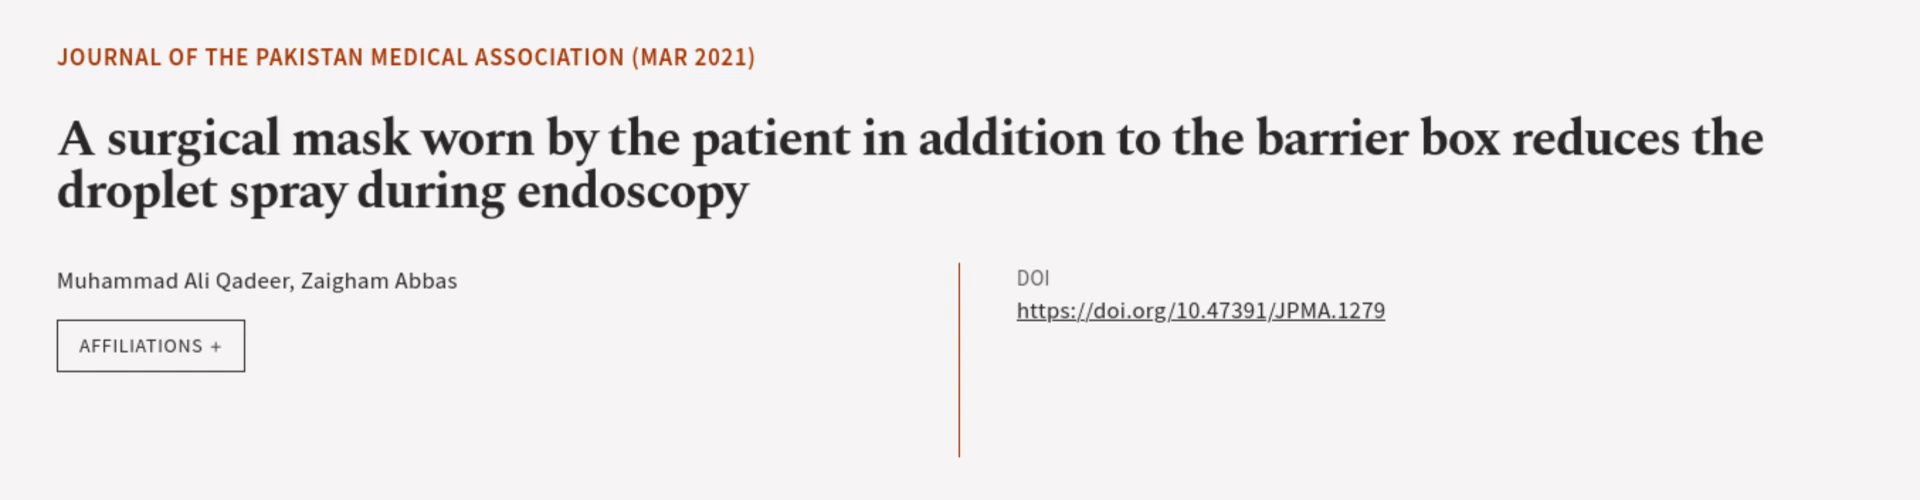 JOURNAL OF THE PAKISTAN MEDICAL ASSOCIATION (MAR 2021)
A surgical mask worn by the patient in addition to the barrier box reduces the
droplet spray during endoscopy
Muhammad Ali Qadeer, Zaigham Abbas
AFFILIATIONS +
DOI
https://doi.org/10.47391/JPMA.1279